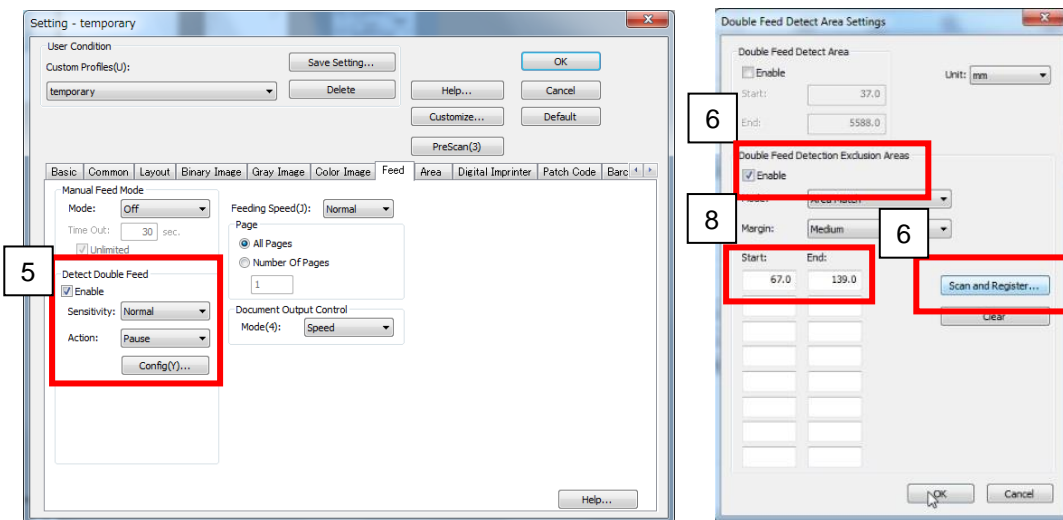 Setting - temporary
User Condition
Custom Profiles(U):
temporary
Save Setting...
Delete
OK
Help...
Cancel
Customize...
Default
PreScan(3)
Basic Common Layout Binary Image Gray Image Color Image Feed Area Digital Imprinter Patch Code Barc
Manual Feed Mode
Mode: Off
Time Out: 30 sec.
Unlimited
5
Detect Double Feed
Enable
Sensitivity: Normal
Action: Pause
Config(Y)...
Feeding Speed(J): Normal
Page
All Pages
Number Of Pages
1
Document Output Control
Mode(4): Speed
Help...
Double Feed Detect Area Settings
Double Feed Detect Area
Enable
Unit: mm
Start: 37.0
End: 5588.0
6
Double Feed Detection Exclusion Areas
Enable
Mode: Area Match
8
Margin: Medium
6
Start: End:
67.0 139.0
Scan and Register...
Clear
OK Cancel